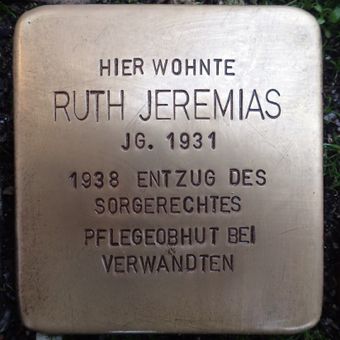 HIER WOHNTE
RUTH JEREMIAS
JG. 1931
1938 ENTZUG DES
SORGERECHTES
PFLEGEOBHUT BEI
VERWANDTEN